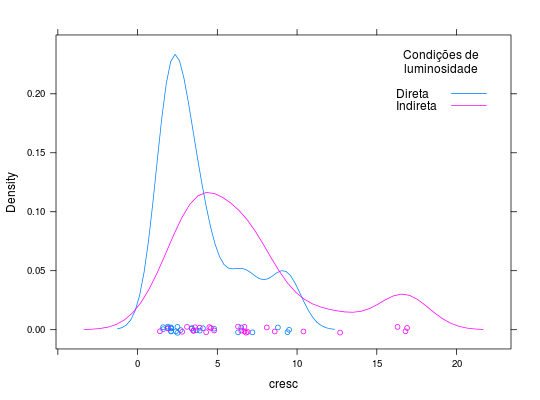 Condições de
luminosidade
Direta
Indireta
0.20
0.15
0.10
0.05
0.00
Density
0
5
10
15
20
cresc